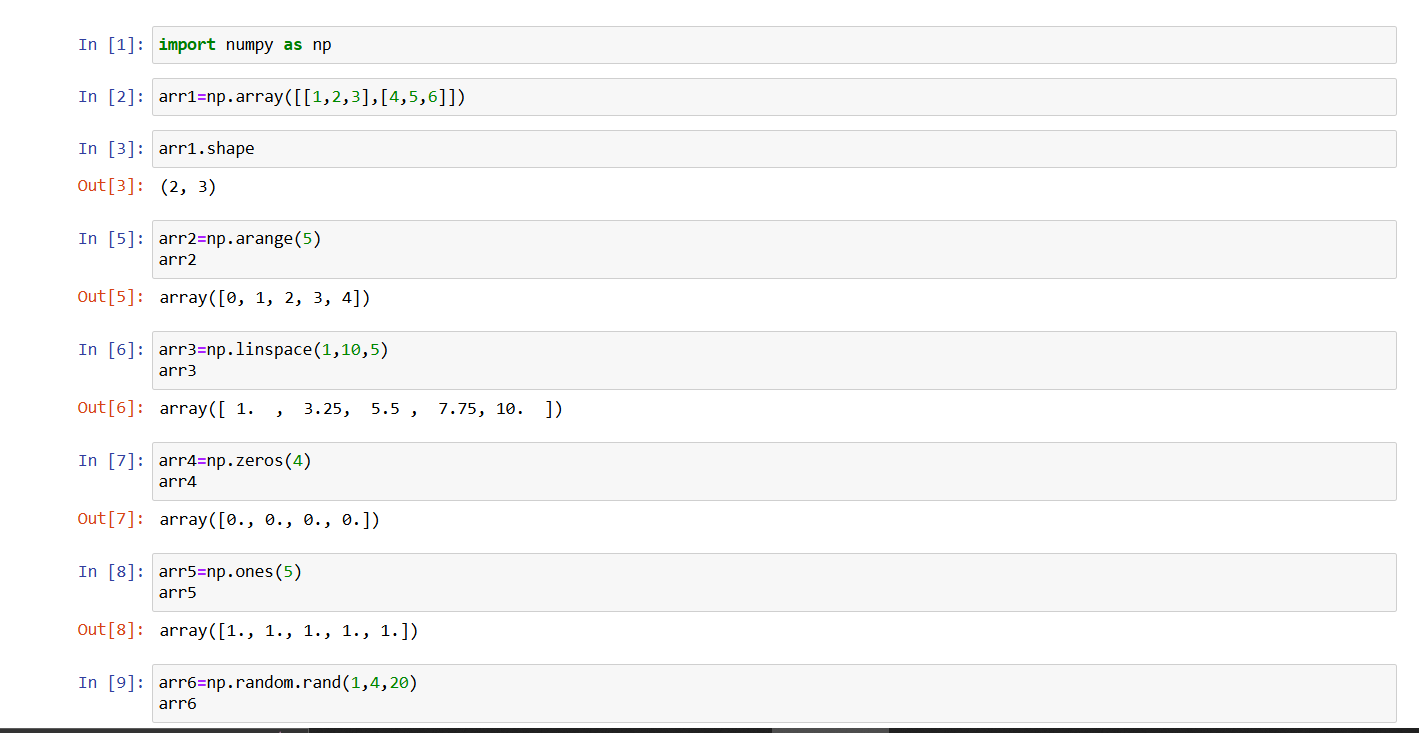 In [1]: import numpy as np
In [2]: arr1=np.array([[1,2,3],[4,5,6]])
In [3]: arr1.shape
Out[3]: (2, 3)
In [5]: arr2=np.arange(5)
arr2
Out[5]: array([0, 1, 2, 3, 4])
In [6]: arr3=np.linspace(1,10,5)
arr3
Out[6]: array([ 1.  ,  3.25,  5.5 ,  7.75, 10.  ])
In [7]: arr4=np.zeros(4)
arr4
Out[7]: array([0., 0., 0., 0.])
In [8]: arr5=np.ones(5)
arr5
Out[8]: array([1., 1., 1., 1., 1.])
In [9]: arr6=np.random.rand(1,4,20)
arr6